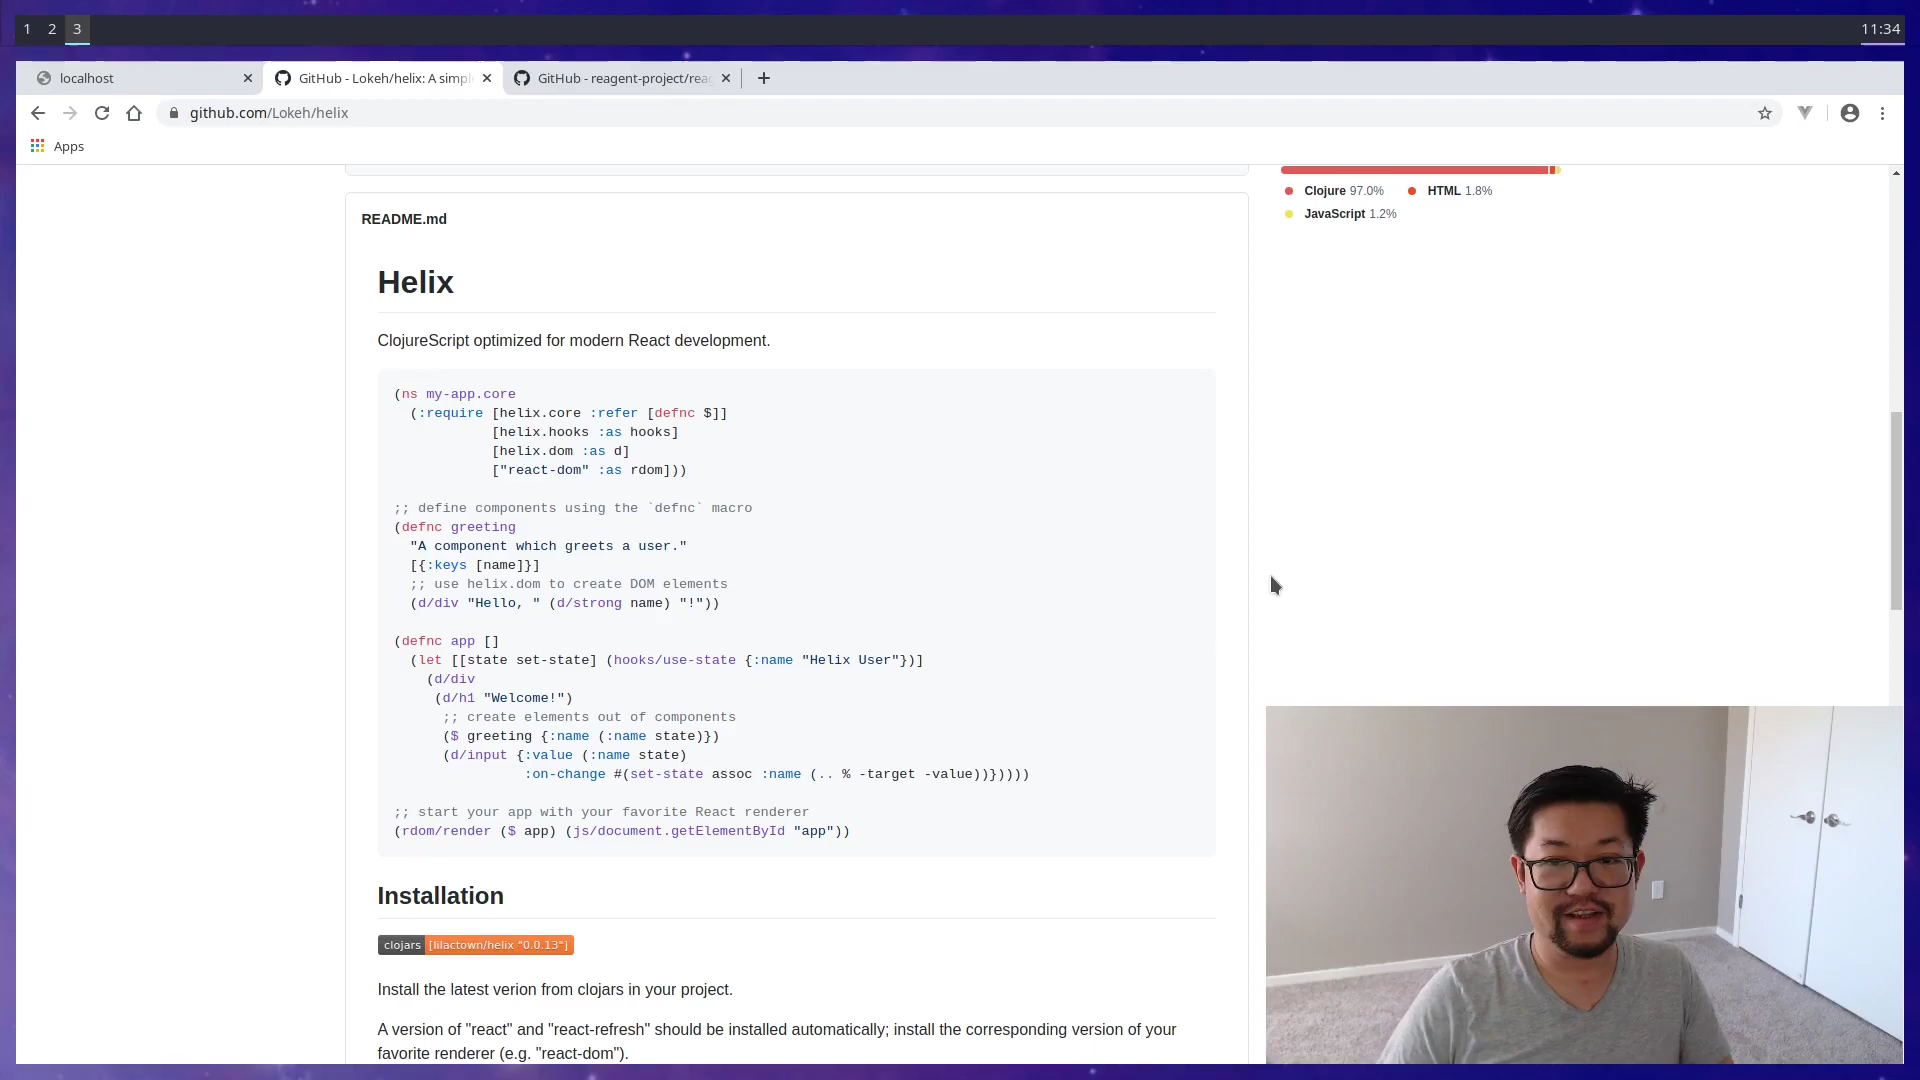 1 2 3
11:34
localhost
GitHub - Lokeh/helix: A simpl
GitHub - reagent-project/reag
github.com/Lokeh/helix
Apps
Clojure 97.0% HTML 1.8%
JavaScript 1.2%
README.md
Helix
ClojureScript optimized for modern React development.
(ns my-app.core
  (:require [helix.core :refer [defnc $]]
            [helix.hooks :as hooks]
            [helix.dom :as d]
            ["react-dom" :as rdom]))
;; define components using the `defnc` macro
(defnc greeting
  "A component which greets a user."
  [{:keys [name]}]
  ;; use helix.dom to create DOM elements
  (d/div "Hello, " (d/strong name) "!"))
(defnc app []
  (let [[state set-state] (hooks/use-state {:name "Helix User"})]
    (d/div
     (d/h1 "Welcome!")
      ;; create elements out of components
      ($ greeting {:name (:name state)})
      (d/input {:value (:name state)
                :on-change #(set-state assoc :name (.. % -target -value))}))))
;; start your app with your favorite React renderer
(rdom/render ($ app) (js/document.getElementById "app"))
Installation
clojars [lilactown/helix "0.0.13"]
Install the latest verion from clojars in your project.
A version of "react" and "react-refresh" should be installed automatically; install the corresponding version of your
favorite renderer (e.g. "react-dom").